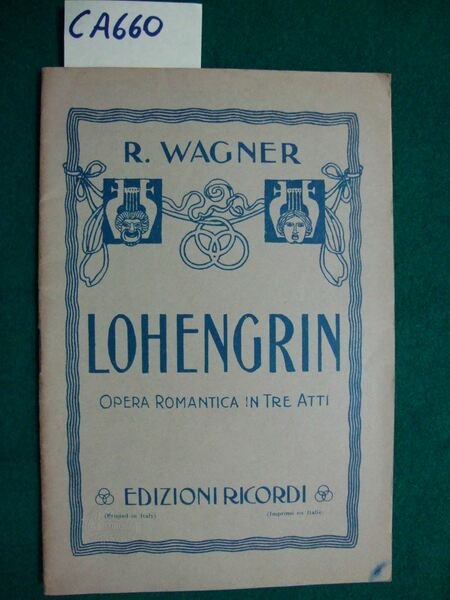 CA660
R. WAGNER
LOHENGRIN
OPERA ROMANTICA IN TRE ATTI
EDIZIONI RICORDI
(Printed in Italy) (Imprimé en Italie)